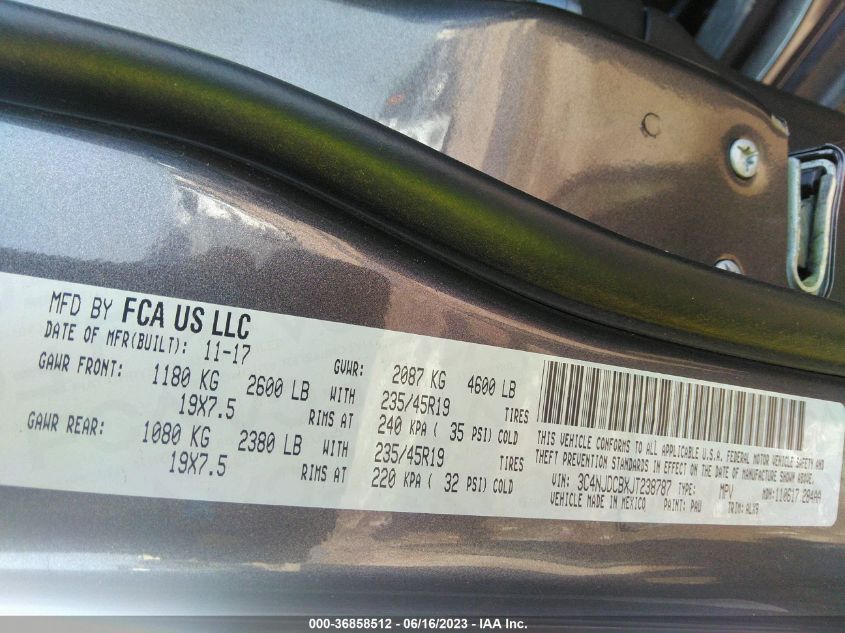 MFD BY FCA US LLC
DATE OF MFR(BUILT): 11-17
GVWR: 2087 KG 4600 LB
GAWR FRONT: 1180 KG 2600 LB WITH 235/45R19 TIRES
19X7.5 RIMS AT 240 KPA ( 35 PSI) COLD
GAWR REAR: 1080 KG 2380 LB WITH 235/45R19 TIRES
19X7.5 RIMS AT 220 KPA ( 32 PSI) COLD
THIS VEHICLE CONFORMS TO ALL APPLICABLE U.S.A. FEDERAL MOTOR VEHICLE SAFETY AND
THEFT PREVENTION STANDARDS IN EFFECT ON THE DATE OF MANUFACTURE SHOWN ABOVE.
VIN: 3C4NJDCBXJT238787 TYPE: MPV MDH: 110617 284AA
VEHICLE MADE IN MEXICO PAINT: PAU TRIM:
000-36858512 - 06/16/2023 - IAA Inc.